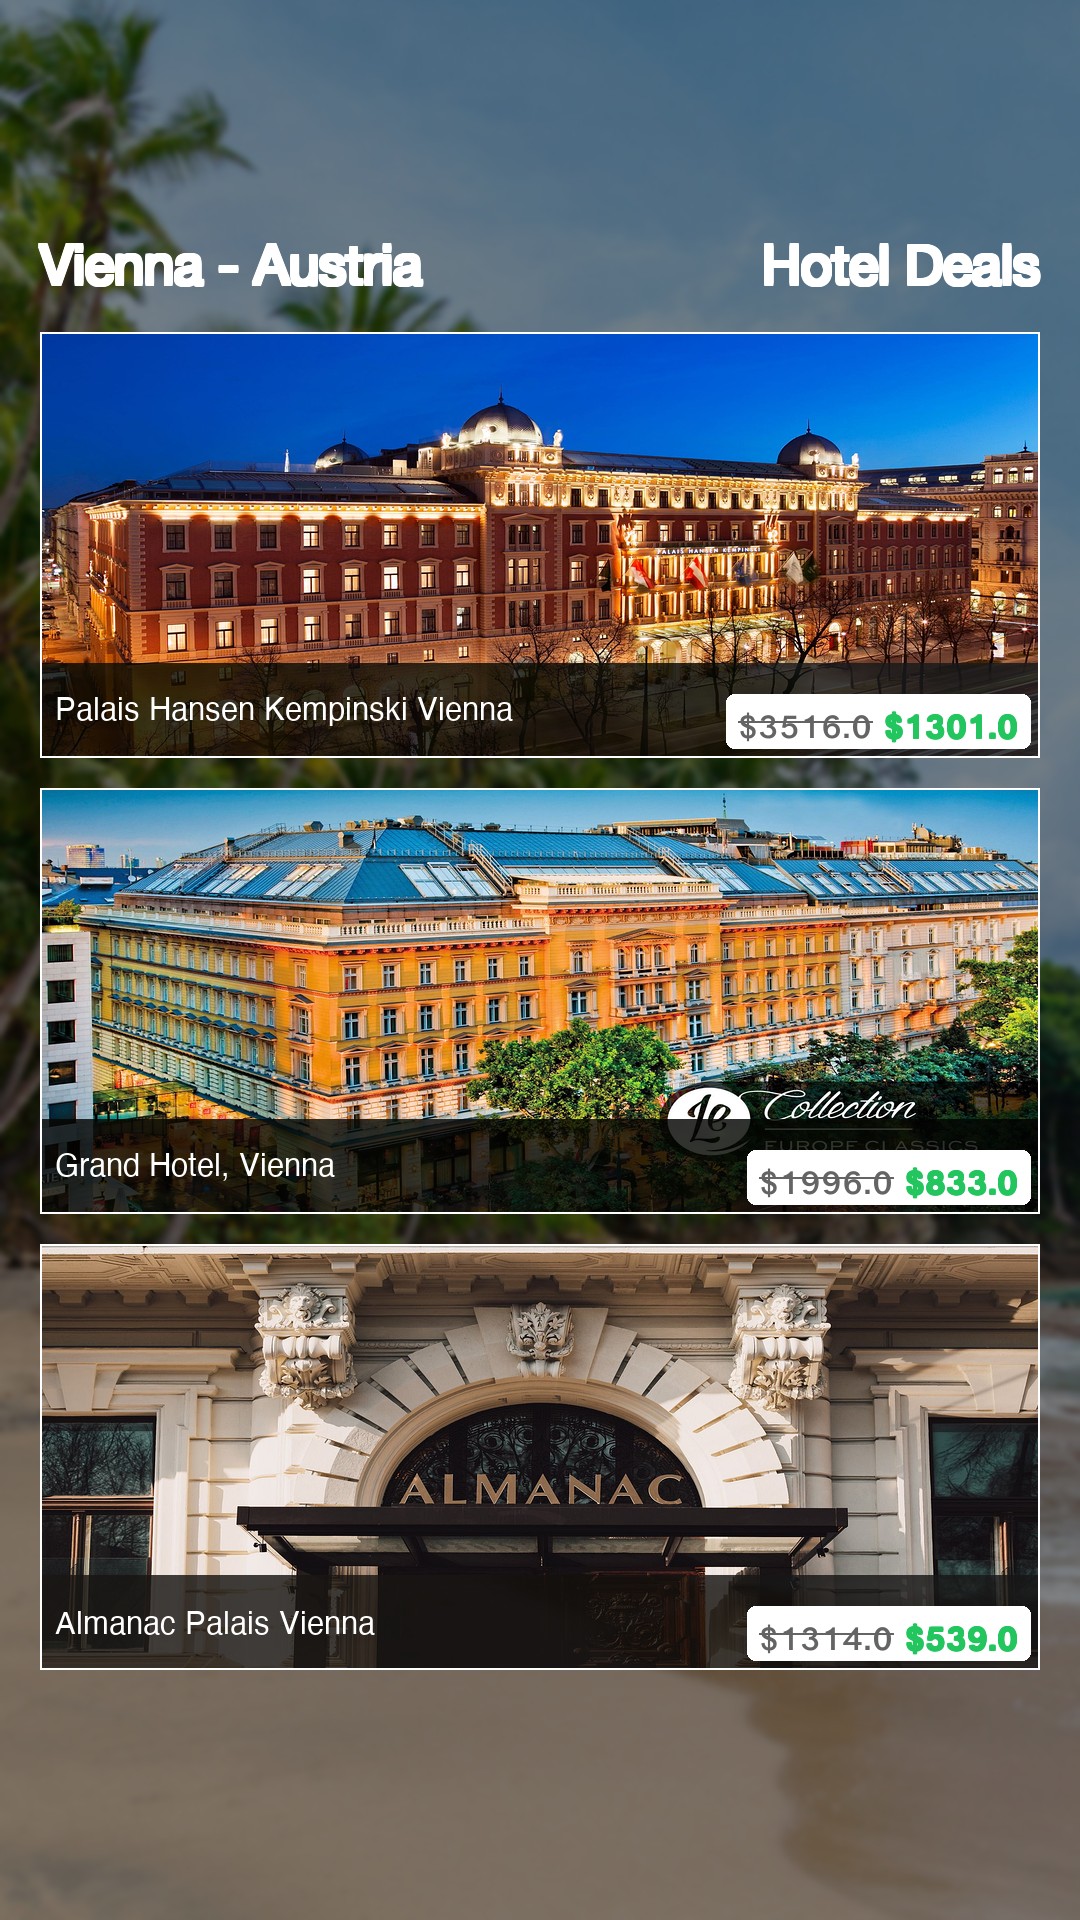 Vienna - Austria
Hotel Deals
PALAIS HANSEN KEMPINSKI
Palais Hansen Kempinski Vienna
$3516.0 $1301.0
Le Collection
EUROPE CLASSICS
Grand Hotel, Vienna
$1996.0 $833.0
ALMANAC
Almanac Palais Vienna
$1314.0 $539.0